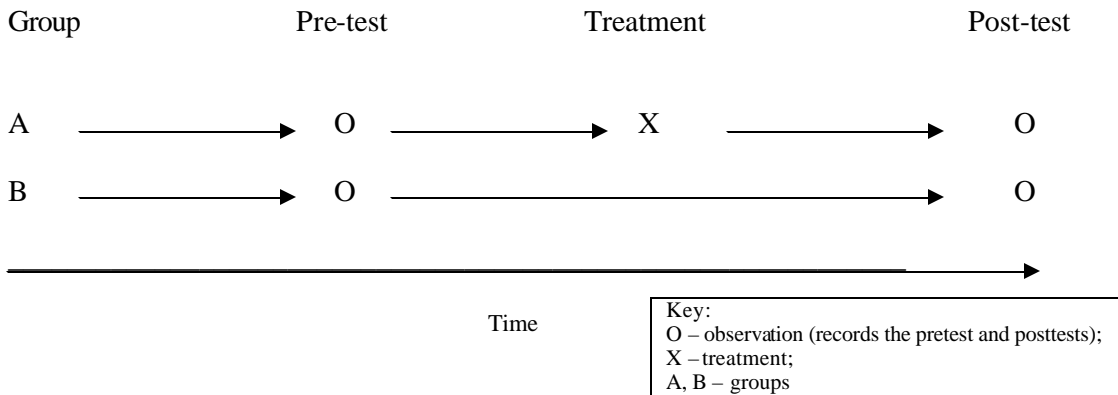 Group Pre-test Treatment Post-test
A O X O
B O O
Time
Key:
O – observation (records the pretest and posttests);
X – treatment;
A, B – groups